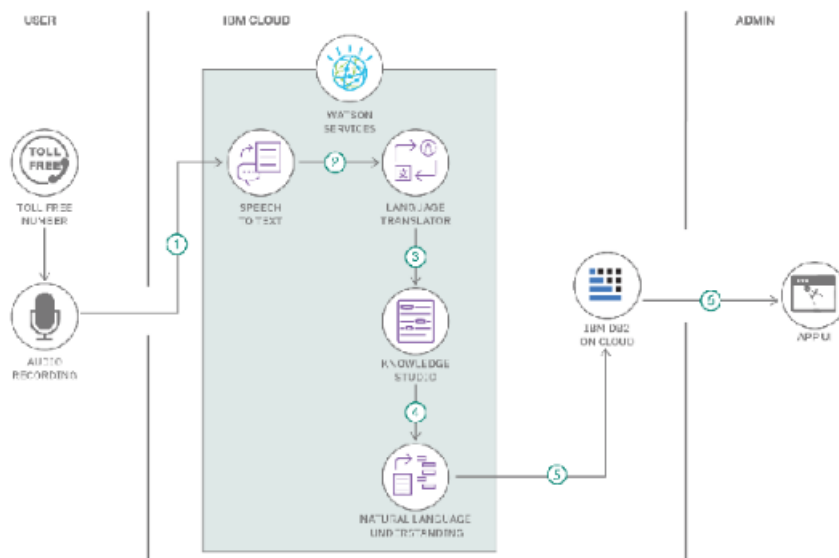 USER
IBM CLOUD
ADMIN
WATSON
SERVICES
TOLL
FREE
TOLL FREE
NUMBER
1
AUDIO
RECORDING
SPEECH
TO TEXT
2
LANGUAGE
TRANSLATOR
3
KNOWLEDGE
STUDIO
4
NATURAL LANGUAGE
UNDERSTANDING
5
IBM DB2
ON CLOUD
6
APP UI